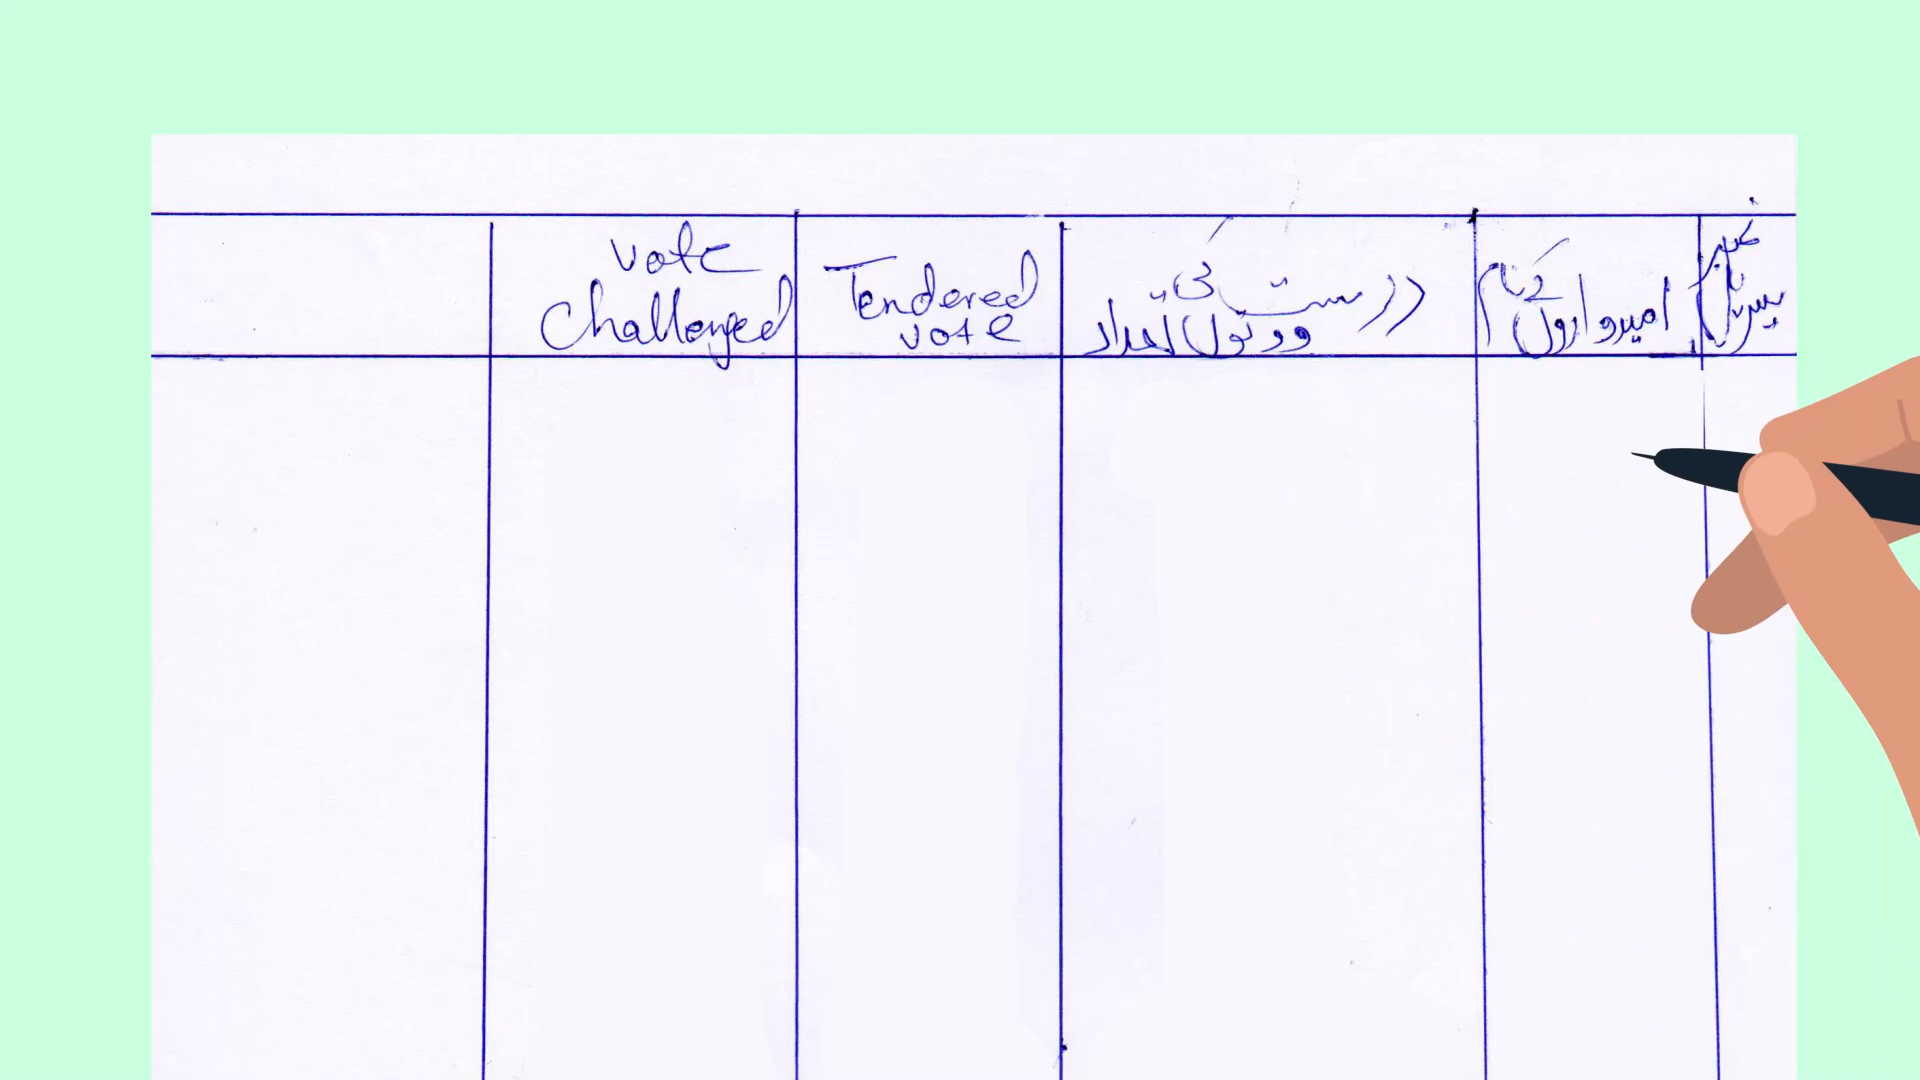 سیریل نمبر
امیدواروں کے نام
درست ووٹوں کی تعداد
Tendered
vote
vote
Challenged